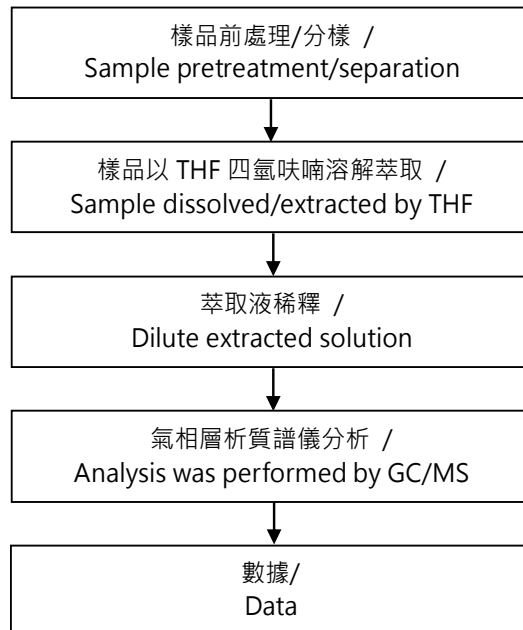 樣品前處理/分樣 /
Sample pretreatment/separation
樣品以 THF 四氫呋喃溶解萃取 /
Sample dissolved/extracted by THF
萃取液稀釋 /
Dilute extracted solution
氣相層析質譜儀分析 /
Analysis was performed by GC/MS
數據/
Data